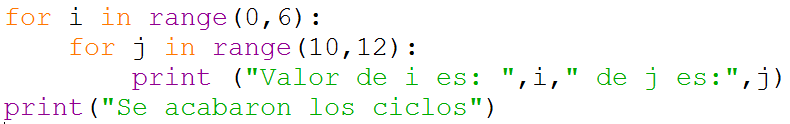 for i in range(0,6):
    for j in range(10,12):
        print ("Valor de i es: ",i," de j es:",j)
print("Se acabaron los ciclos")